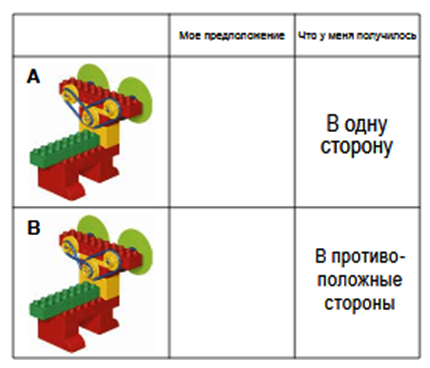 Мое предположение
Что у меня получилось
A
В одну
сторону
B
В противо-
положные
стороны